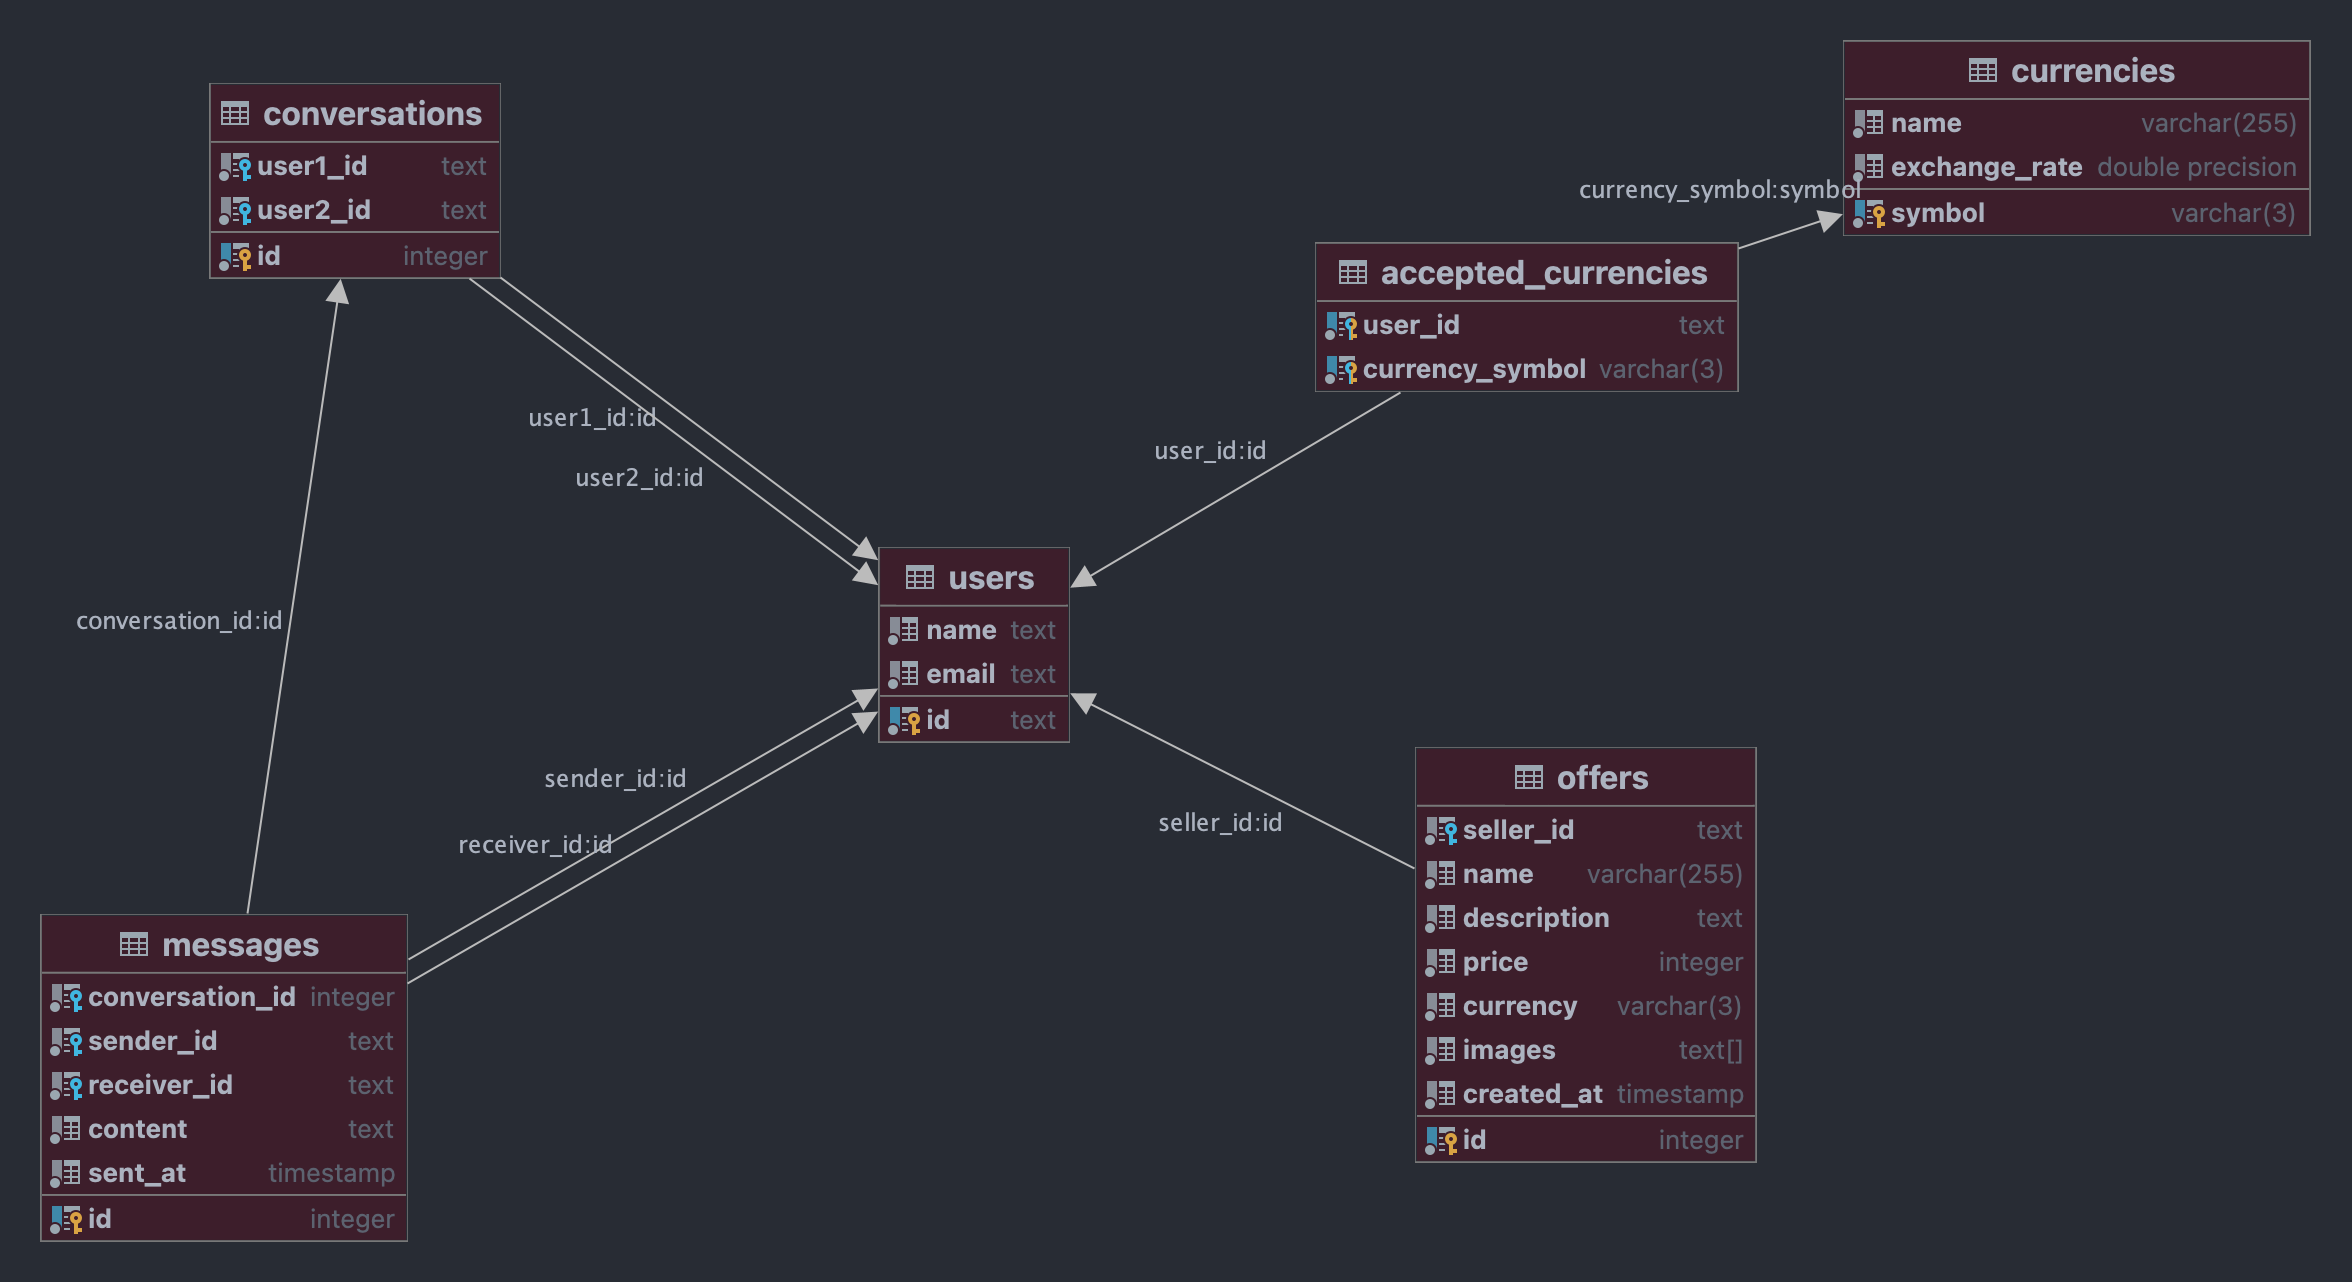 conversations
user1_id text
user2_id text
id integer
currencies
name varchar(255)
exchange_rate double precision
symbol varchar(3)
currency_symbol:symbol
accepted_currencies
user_id text
currency_symbol varchar(3)
user1_id:id
user2_id:id
user_id:id
conversation_id:id
users
name text
email text
id text
sender_id:id
receiver_id:id
seller_id:id
offers
seller_id text
name varchar(255)
description text
price integer
currency varchar(3)
images text[]
created_at timestamp
id integer
messages
conversation_id integer
sender_id text
receiver_id text
content text
sent_at timestamp
id integer